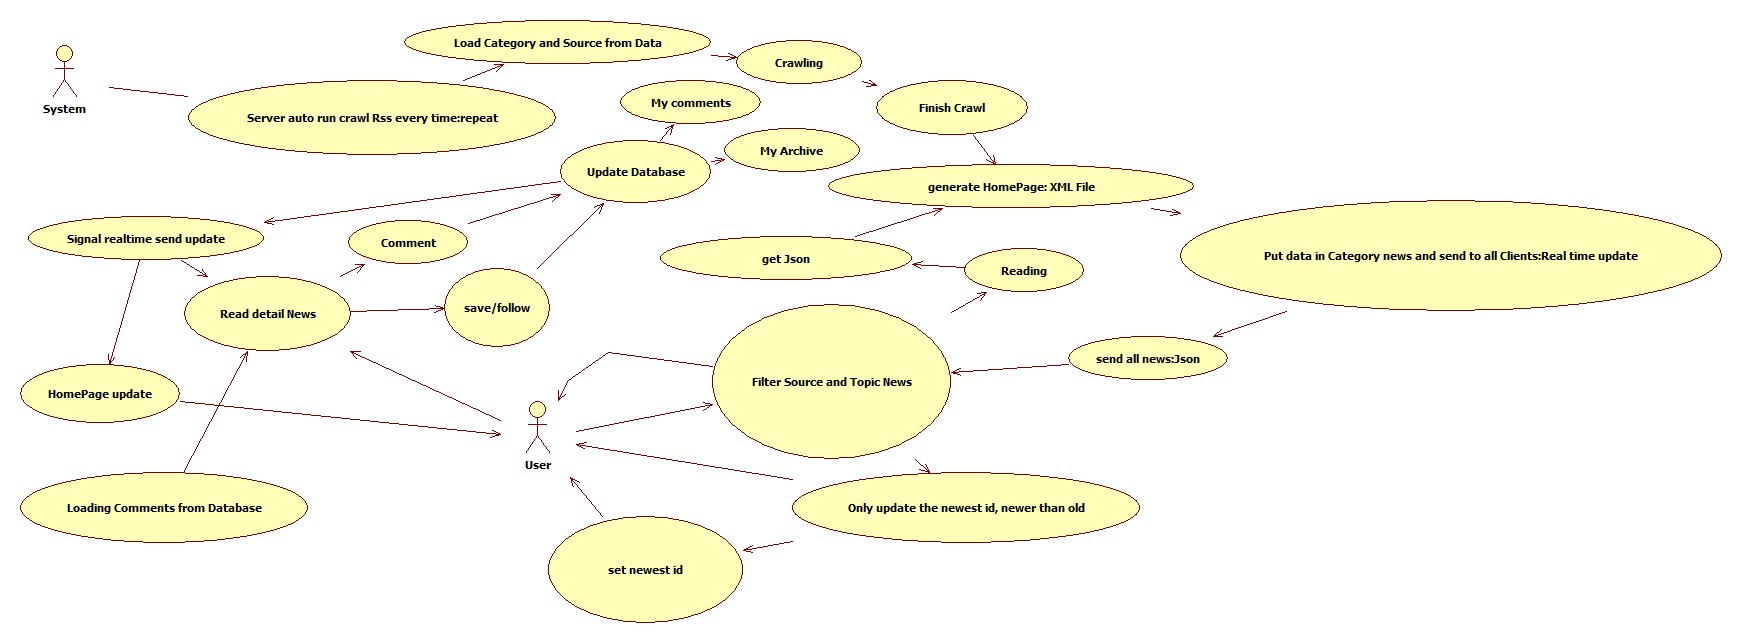 Load Category and Source from Data
Crawling
System
My comments
Finish Crawl
Server auto run crawl Rss every time:repeat
My Archive
Update Database
generate HomePage: XML File
Signal realtime send update
Comment
get Json
Reading
Put data in Category news and send to all Clients:Real time update
Read detail News
save/follow
send all news:Json
HomePage update
Filter Source and Topic News
User
Loading Comments from Database
Only update the newest id, newer than old
set newest id